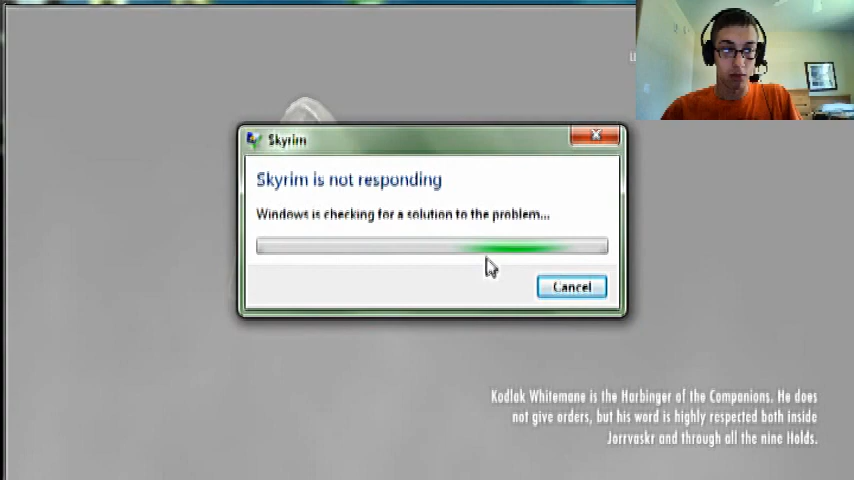 Skyrim
Skyrim is not responding
Windows is checking for a solution to the problem...
Cancel
Kodlak Whitemane is the Harbinger of the Companions. He does
not give orders, but his word is highly respected both inside
Jorrvaskr and through all the nine Holds.